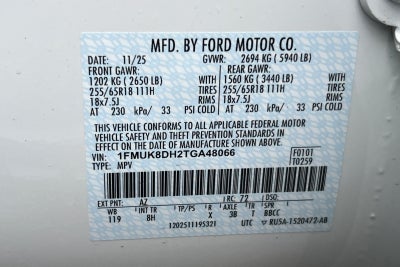 MFD. BY FORD MOTOR CO.
DATE: 11/25 GVWR: 2694 KG ( 5940 LB)
FRONT GAWR: REAR GAWR:
1202 KG ( 2650 LB) WITH 1560 KG ( 3440 LB) WITH
255/65R18 111H TIRES 255/65R18 111H TIRES
18x7.5J RIMS 18x7.5J RIMS
AT 230 kPa/ 33 PSI COLD AT 230 kPa/ 33 PSI COLD
THIS VEHICLE CONFORMS TO ALL APPLICABLE FEDERAL MOTOR
VEHICLE SAFETY AND THEFT PREVENTION STANDARDS IN
EFFECT ON THE DATE OF MANUFACTURE SHOWN ABOVE.
VIN: 1FMUK8DH2TGA48066 F0101
TYPE: MPV T0259
EXT PNT: AZ RC: 72 DSO:
WB INT TR TP/PS R AXLE TR SPR
119 8H X 3B T BBCC
1202511195321 UTC RU5A-1520472-AB